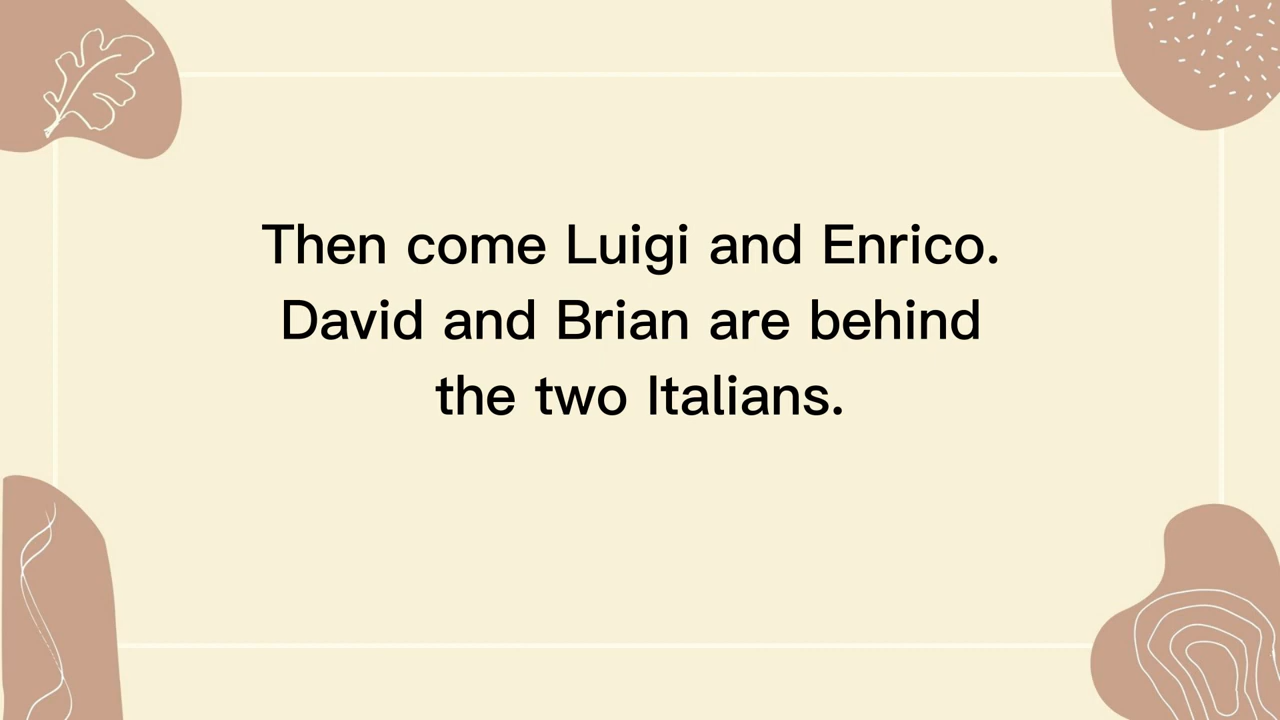 Then come Luigi and Enrico.
David and Brian are behind
the two Italians.